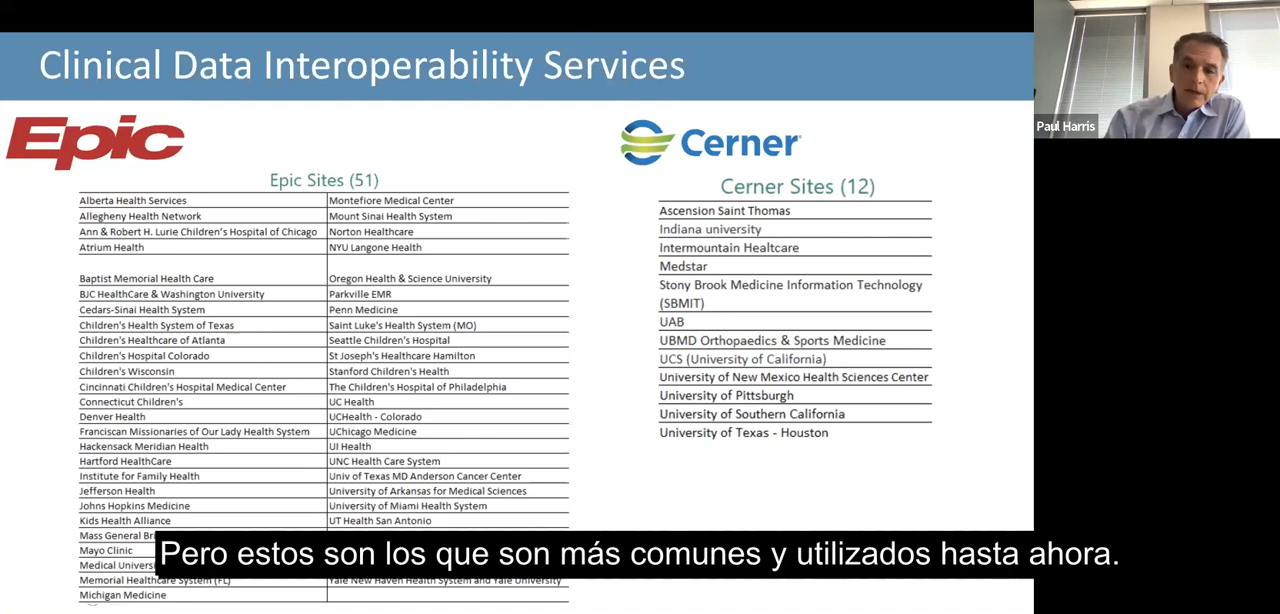 Clinical Data Interoperability Services
Paul Harris
Epic
Epic Sites (51)
Alberta Health Services
Allegheny Health Network
Ann & Robert H. Lurie Children's Hospital of Chicago
Atrium Health
Baptist Memorial Health Care
BJC HealthCare & Washington University
Cedars-Sinai Health System
Children's Health System of Texas
Children's Healthcare of Atlanta
Children's Hospital Colorado
Children's Wisconsin
Cincinnati Children's Hospital Medical Center
Connecticut Children's
Denver Health
Franciscan Missionaries of Our Lady Health System
Hackensack Meridian Health
Hartford HealthCare
Institute for Family Health
Jefferson Health
Johns Hopkins Medicine
Kids Health Alliance
Mass General Bri
Mayo Clinic
Medical Univers
Memorial Healthcare System (FL)
Michigan Medicine
Montefiore Medical Center
Mount Sinai Health System
Norton Healthcare
NYU Langone Health
Oregon Health & Science University
Parkville EMR
Penn Medicine
Saint Luke's Health System (MO)
Seattle Children's Hospital
St Joseph's Healthcare Hamilton
Stanford Children's Health
The Children's Hospital of Philadelphia
UC Health
UCHealth - Colorado
UChicago Medicine
UI Health
UNC Health Care System
Univ of Texas MD Anderson Cancer Center
University of Arkansas for Medical Sciences
University of Miami Health System
UT Health San Antonio
Yale New Haven Health System and Yale University
Cerner
Cerner Sites (12)
Ascension Saint Thomas
Indiana university
Intermountain Healtcare
Medstar
Stony Brook Medicine Information Technology
(SBMIT)
UAB
UBMD Orthopaedics & Sports Medicine
UCS (University of California)
University of New Mexico Health Sciences Center
University of Pittsburgh
University of Southern California
University of Texas - Houston
Pero estos son los que son más comunes y utilizados hasta ahora.